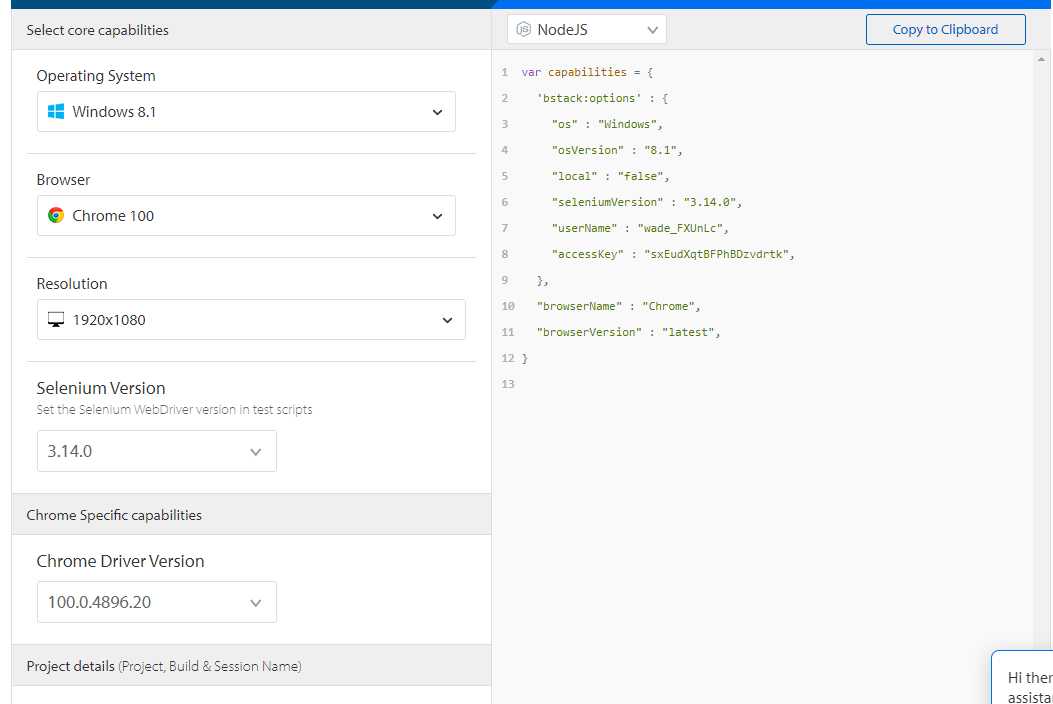 Select core capabilities
Operating System
Windows 8.1
Browser
Chrome 100
Resolution
1920x1080
Selenium Version
Set the Selenium WebDriver version in test scripts
3.14.0
Chrome Specific capabilities
Chrome Driver Version
100.0.4896.20
Project details (Project, Build & Session Name)
JS NodeJS
Copy to Clipboard
1 var capabilities = {
2 'bstack:options' : {
3 "os" : "Windows",
4 "osVersion" : "8.1",
5 "local" : "false",
6 "seleniumVersion" : "3.14.0",
7 "userName" : "wade_FXUnLc",
8 "accessKey" : "sxEudXqtBFPhBDzvdrtk",
9 },
10 "browserName" : "Chrome",
11 "browserVersion" : "latest",
12 }
13
Hi ther
assista